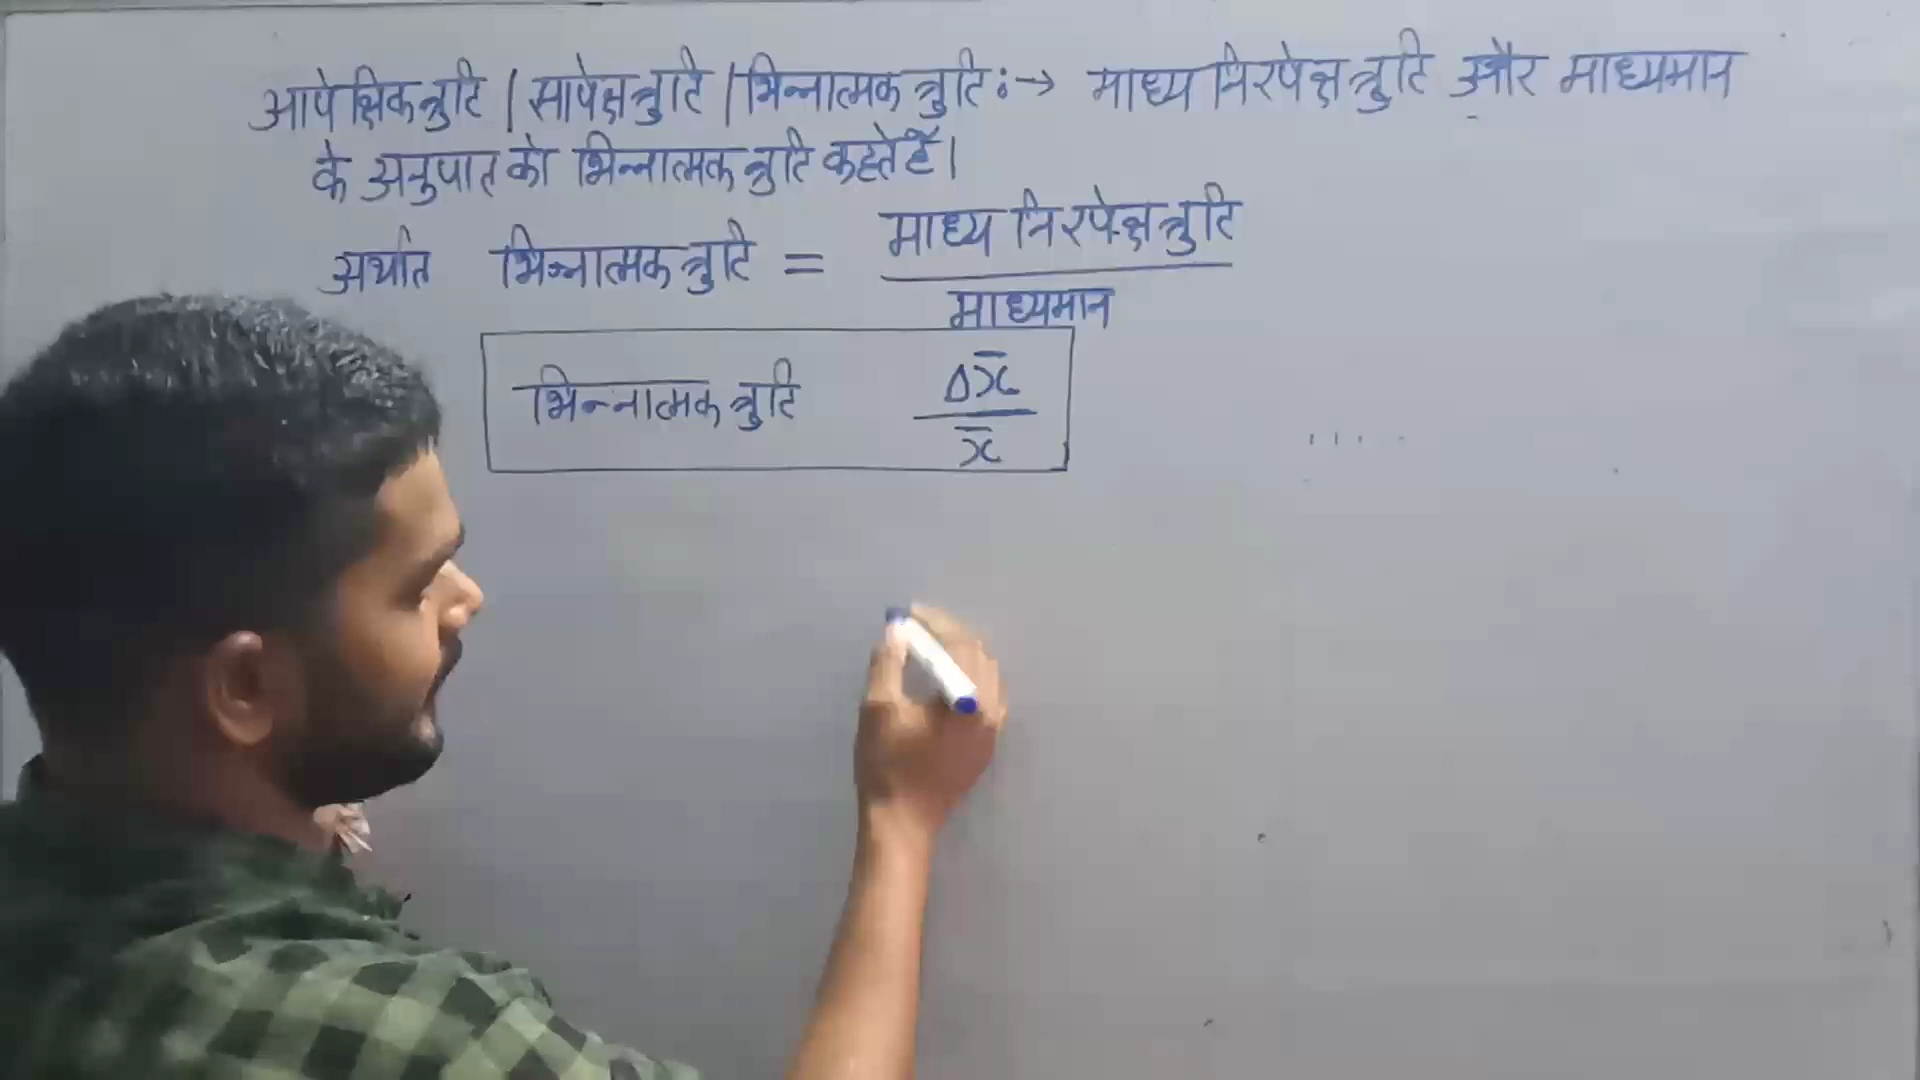 आपेक्षिक त्रुटि | सापेक्ष त्रुटि | भिन्नात्मक त्रुटि :→ माध्य निरपेक्ष त्रुटि और माध्यमान
के अनुपात को भिन्नात्मक त्रुटि कहते हैं।
अर्थात भिन्नात्मक त्रुटि = माध्य निरपेक्ष त्रुटि
माध्यमान
भिन्नात्मक त्रुटि Δx̄
x̄